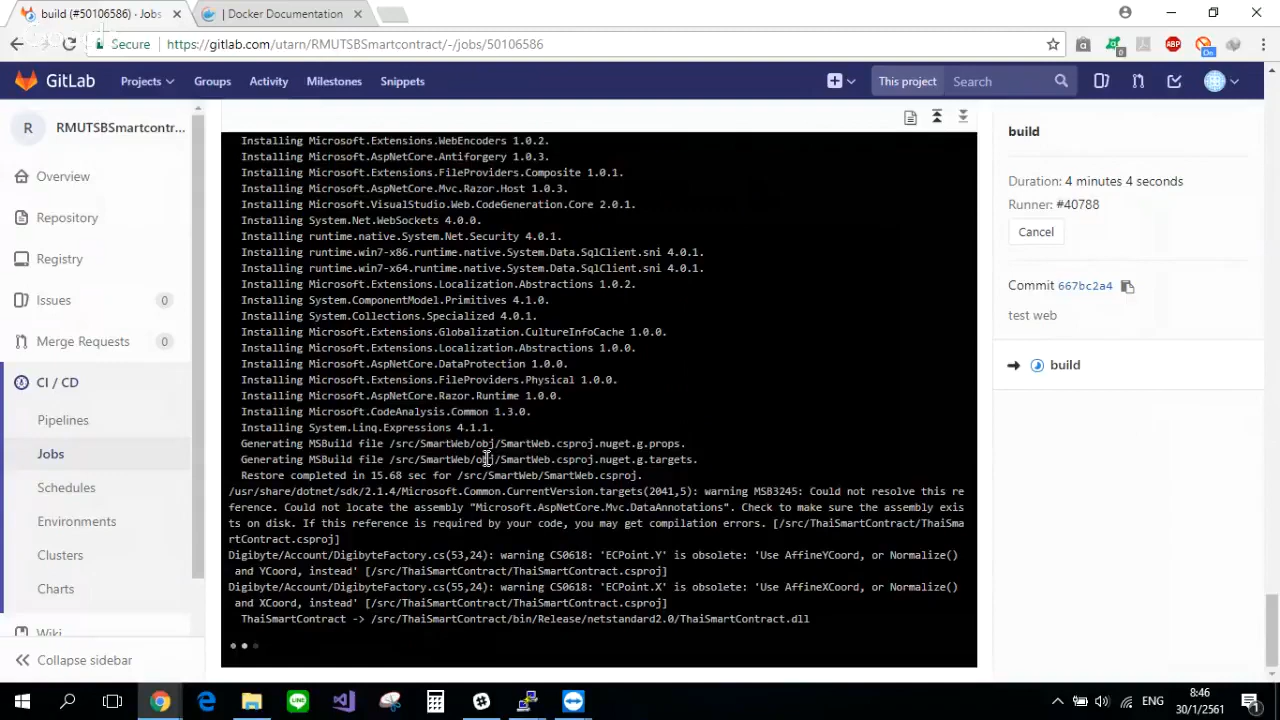 build (#50106586) · Jobs
| Docker Documentation
Secure
https://gitlab.com/utarn/RMUTSBSmartcontract/-/jobs/50106586
ABP
0
On
GitLab
Projects
Groups
Activity
Milestones
Snippets
This project
Search
R
RMUTSBSmartcontr...
Overview
Repository
Registry
Issues
0
Merge Requests
0
CI / CD
Pipelines
Jobs
Schedules
Environments
Clusters
Charts
Wiki
Collapse sidebar
Installing Microsoft.Extensions.WebEncoders 1.0.2.
Installing Microsoft.AspNetCore.Antiforgery 1.0.3.
Installing Microsoft.Extensions.FileProviders.Composite 1.0.1.
Installing Microsoft.AspNetCore.Mvc.Razor.Host 1.0.3.
Installing Microsoft.VisualStudio.Web.CodeGeneration.Core 2.0.1.
Installing System.Net.WebSockets 4.0.0.
Installing runtime.native.System.Net.Security 4.0.1.
Installing runtime.win7-x86.runtime.native.System.Data.SqlClient.sni 4.0.1.
Installing runtime.win7-x64.runtime.native.System.Data.SqlClient.sni 4.0.1.
Installing Microsoft.Extensions.Localization.Abstractions 1.0.2.
Installing System.ComponentModel.Primitives 4.1.0.
Installing System.Collections.Specialized 4.0.1.
Installing Microsoft.Extensions.Globalization.CultureInfoCache 1.0.0.
Installing Microsoft.Extensions.Localization.Abstractions 1.0.0.
Installing Microsoft.AspNetCore.DataProtection 1.0.0.
Installing Microsoft.Extensions.FileProviders.Physical 1.0.0.
Installing Microsoft.AspNetCore.Razor.Runtime 1.0.0.
Installing Microsoft.CodeAnalysis.Common 1.3.0.
Installing System.Linq.Expressions 4.1.1.
Generating MSBuild file /src/SmartWeb/obj/SmartWeb.csproj.nuget.g.props.
Generating MSBuild file /src/SmartWeb/obj/SmartWeb.csproj.nuget.g.targets.
Restore completed in 15.68 sec for /src/SmartWeb/SmartWeb.csproj.
/usr/share/dotnet/sdk/2.1.4/Microsoft.Common.CurrentVersion.targets(2041,5): warning MSB3245: Could not resolve this re
ference. Could not locate the assembly "Microsoft.AspNetCore.Mvc.DataAnnotations". Check to make sure the assembly exis
ts on disk. If this reference is required by your code, you may get compilation errors. [/src/ThaiSmartContract/ThaiSma
rtContract.csproj]
Digibyte/Account/DigibyteFactory.cs(53,24): warning CS0618: 'ECPoint.Y' is obsolete: 'Use AffineYCoord, or Normalize()
and YCoord, instead' [/src/ThaiSmartContract/ThaiSmartContract.csproj]
Digibyte/Account/DigibyteFactory.cs(55,24): warning CS0618: 'ECPoint.X' is obsolete: 'Use AffineXCoord, or Normalize()
and XCoord, instead' [/src/ThaiSmartContract/ThaiSmartContract.csproj]
ThaiSmartContract -> /src/ThaiSmartContract/bin/Release/netstandard2.0/ThaiSmartContract.dll
build
Duration: 4 minutes 4 seconds
Runner: #40788
Cancel
Commit 667bc2a4
test web
build
ENG
8:46
30/1/2561
1